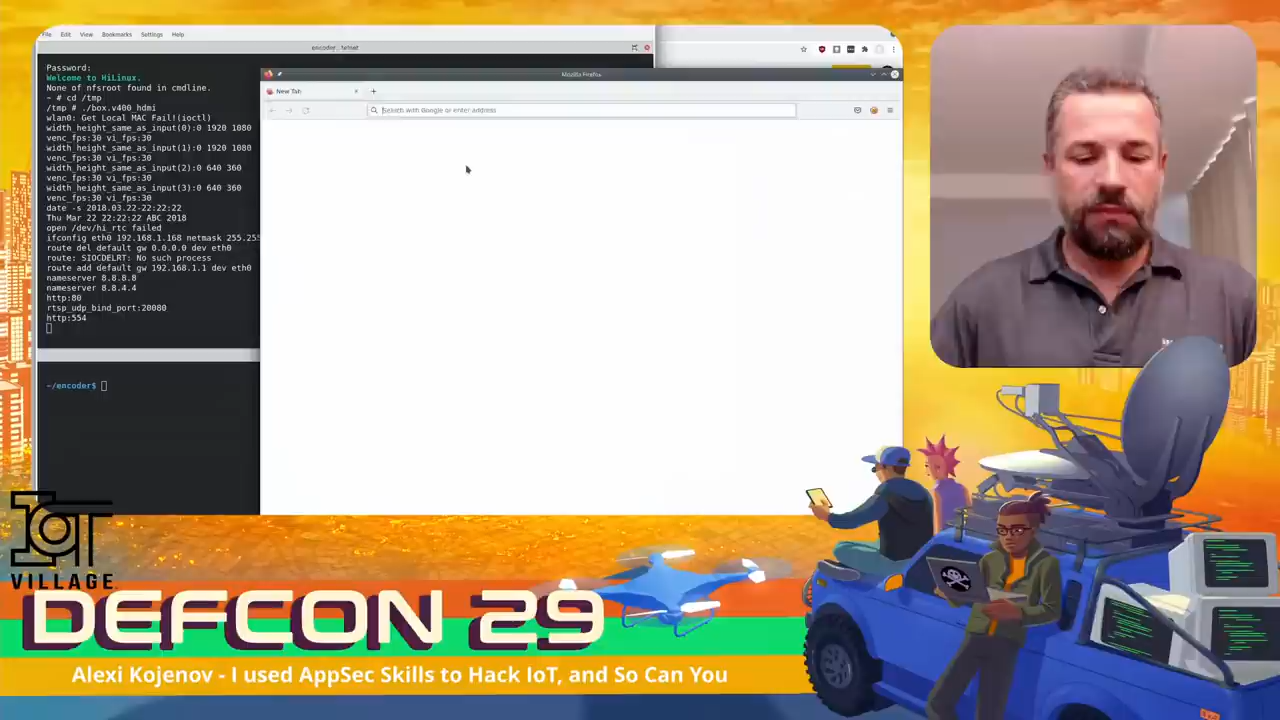 File Edit View Bookmarks Settings Help
encoder : telnet
Password:
Welcome to HiLinux.
None of nfsroot found in cmdline.
~ # cd /tmp
/tmp # ./box.v400_hdmi
wlan0: Get Local MAC Fail!(ioctl)
width_height_same_as_input(0):0 1920 1080
venc_fps:30 vi_fps:30
width_height_same_as_input(1):0 1920 1080
venc_fps:30 vi_fps:30
width_height_same_as_input(2):0 640 360
venc_fps:30 vi_fps:30
width_height_same_as_input(3):0 640 360
venc_fps:30 vi_fps:30
date -s 2018.03.22-22:22:22
Thu Mar 22 22:22:22 ABC 2018
open /dev/hi_rtc failed
ifconfig eth0 192.168.1.168 netmask 255.255
route del default gw 0.0.0.0 dev eth0
route: SIOCDELRT: No such process
route add default gw 192.168.1.1 dev eth0
nameserver 8.8.8.8
nameserver 8.8.4.4
http:80
rtsp_udp_bind_port:20080
http:554
~/encoder$
Mozilla Firefox
New Tab
Search with Google or enter address
IOT
VILLAGE
DEFCON 29
Alexi Kojenov - I used AppSec Skills to Hack IoT, and So Can You